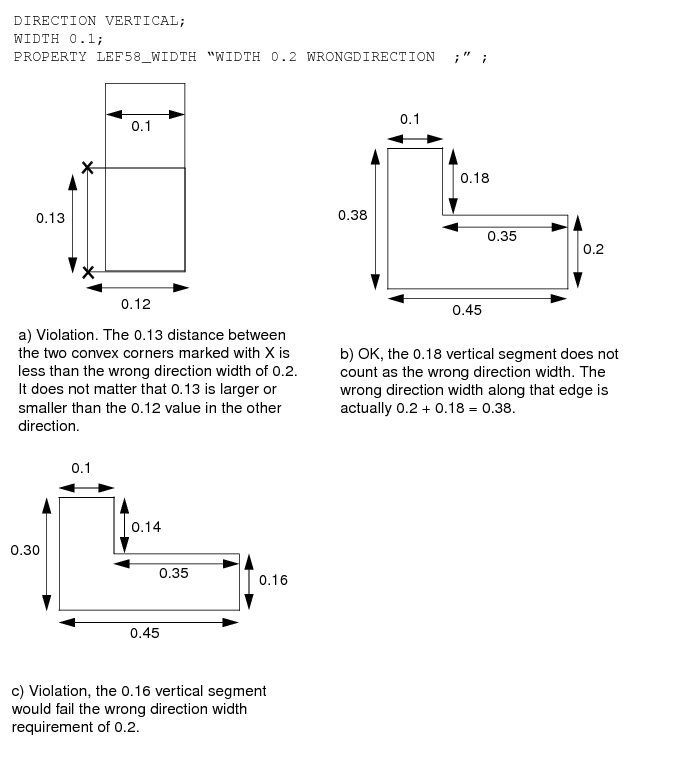 DIRECTION VERTICAL;
WIDTH 0.1;
PROPERTY LEF58_WIDTH “WIDTH 0.2 WRONGDIRECTION ;” ;
0.1
0.13
0.12
a) Violation. The 0.13 distance between
the two convex corners marked with X is
less than the wrong direction width of 0.2.
It does not matter that 0.13 is larger or
smaller than the 0.12 value in the other
direction.
0.1
0.18
0.38
0.35
0.2
0.45
b) OK, the 0.18 vertical segment does not
count as the wrong direction width. The
wrong direction width along that edge is
actually 0.2 + 0.18 = 0.38.
0.1
0.14
0.30
0.35
0.16
0.45
c) Violation, the 0.16 vertical segment
would fail the wrong direction width
requirement of 0.2.